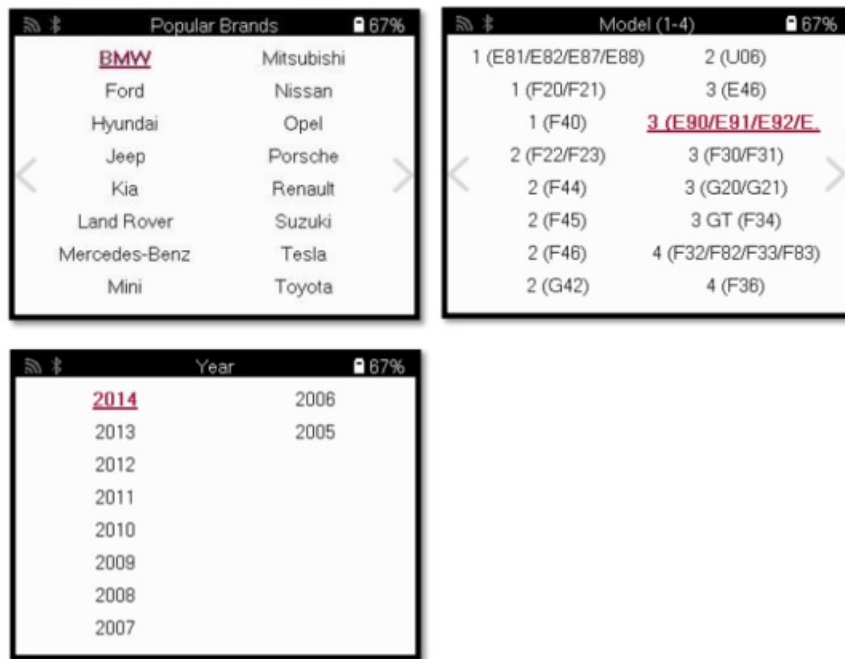 Popular Brands 67%
BMW Mitsubishi
Ford Nissan
Hyundai Opel
Jeep Porsche
Kia Renault
Land Rover Suzuki
Mercedes-Benz Tesla
Mini Toyota
Model (1-4) 67%
1 (E81/E82/E87/E88) 2 (U06)
1 (F20/F21) 3 (E46)
1 (F40) 3 (E90/E91/E92/E.
2 (F22/F23) 3 (F30/F31)
2 (F44) 3 (G20/G21)
2 (F45) 3 GT (F34)
2 (F46) 4 (F32/F82/F33/F83)
2 (G42) 4 (F36)
Year 67%
2014 2006
2013 2005
2012
2011
2010
2009
2008
2007